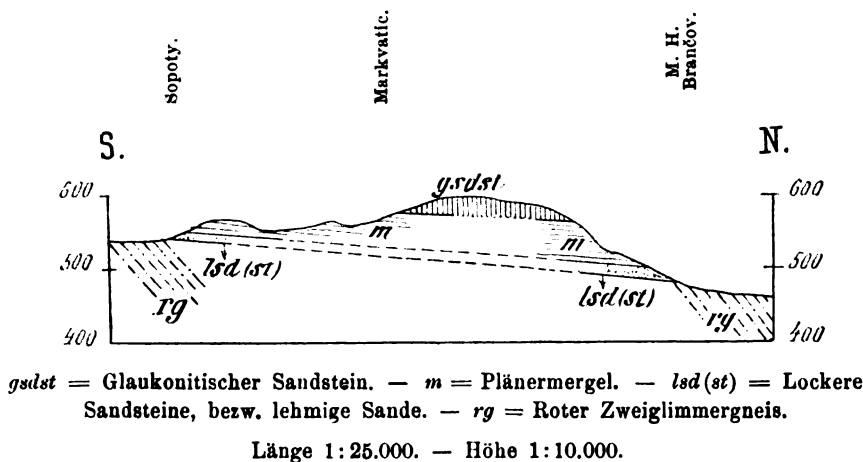 Sopoty.
Markvatic.
M. H.
Brančov.
S.
N.
600
500
400
600
500
400
gsdst
m
m
lsd(st)
lsd(st)
rg
rg
gsdst = Glaukonitischer Sandstein. — m = Plänermergel. — lsd(st) = Lockere
Sandsteine, bezw. lehmige Sande. — rg = Roter Zweiglimmergneis.
Länge 1:25.000. — Höhe 1:10.000.